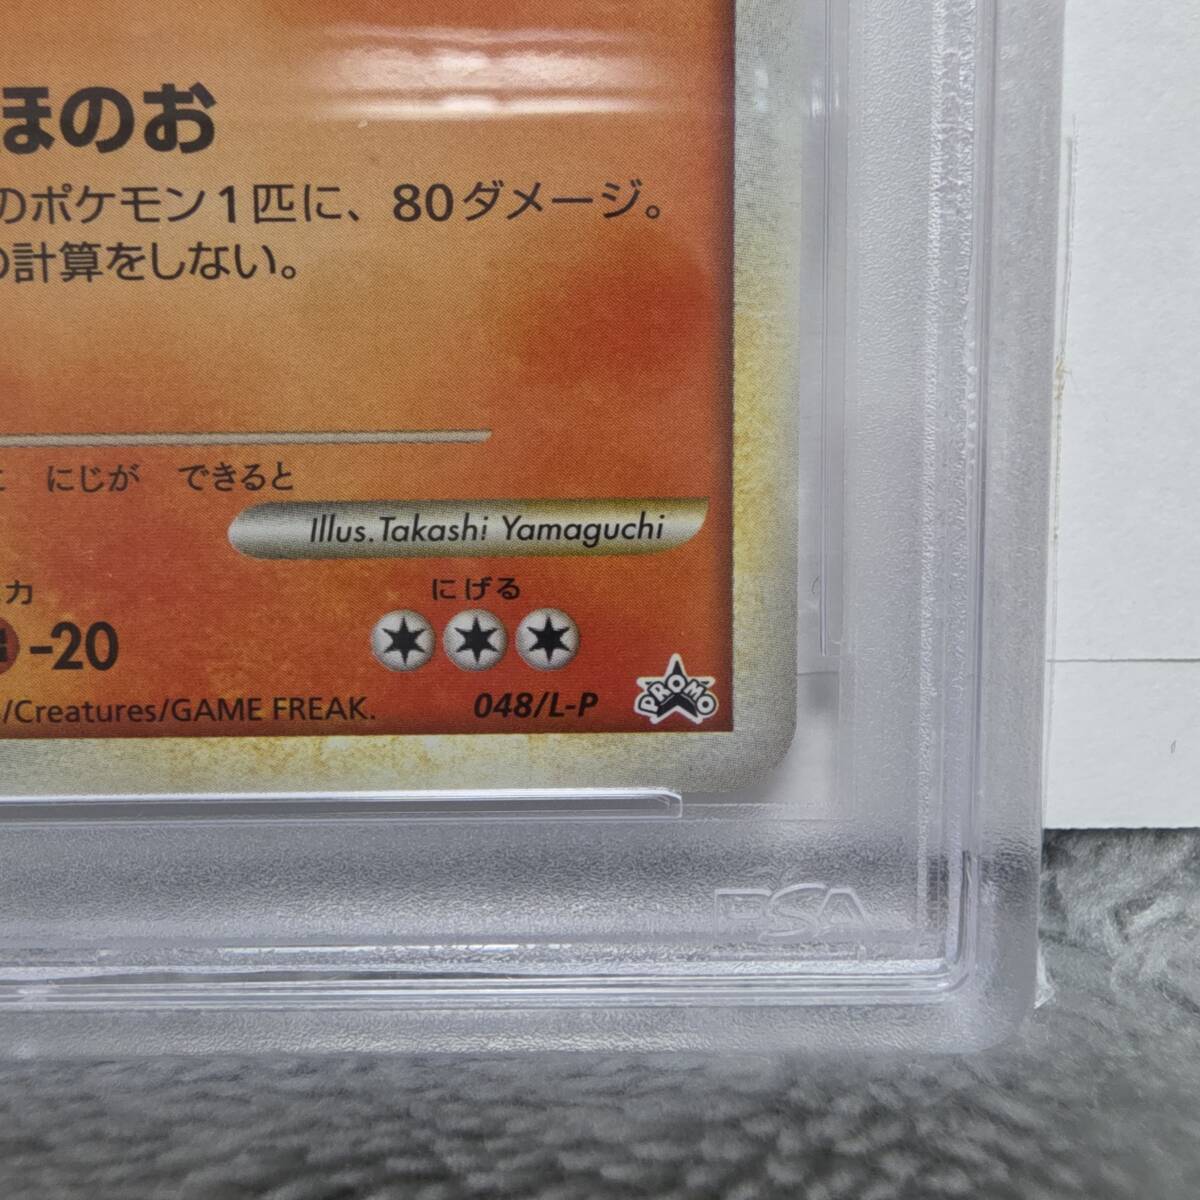 ほのお
のポケモン1匹に、80ダメージ。
の計算をしない。
にじが できると
Illus. Takashi Yamaguchi
カ にげる
-20
/Creatures/GAME FREAK. 048/L-P PROMO
PSA